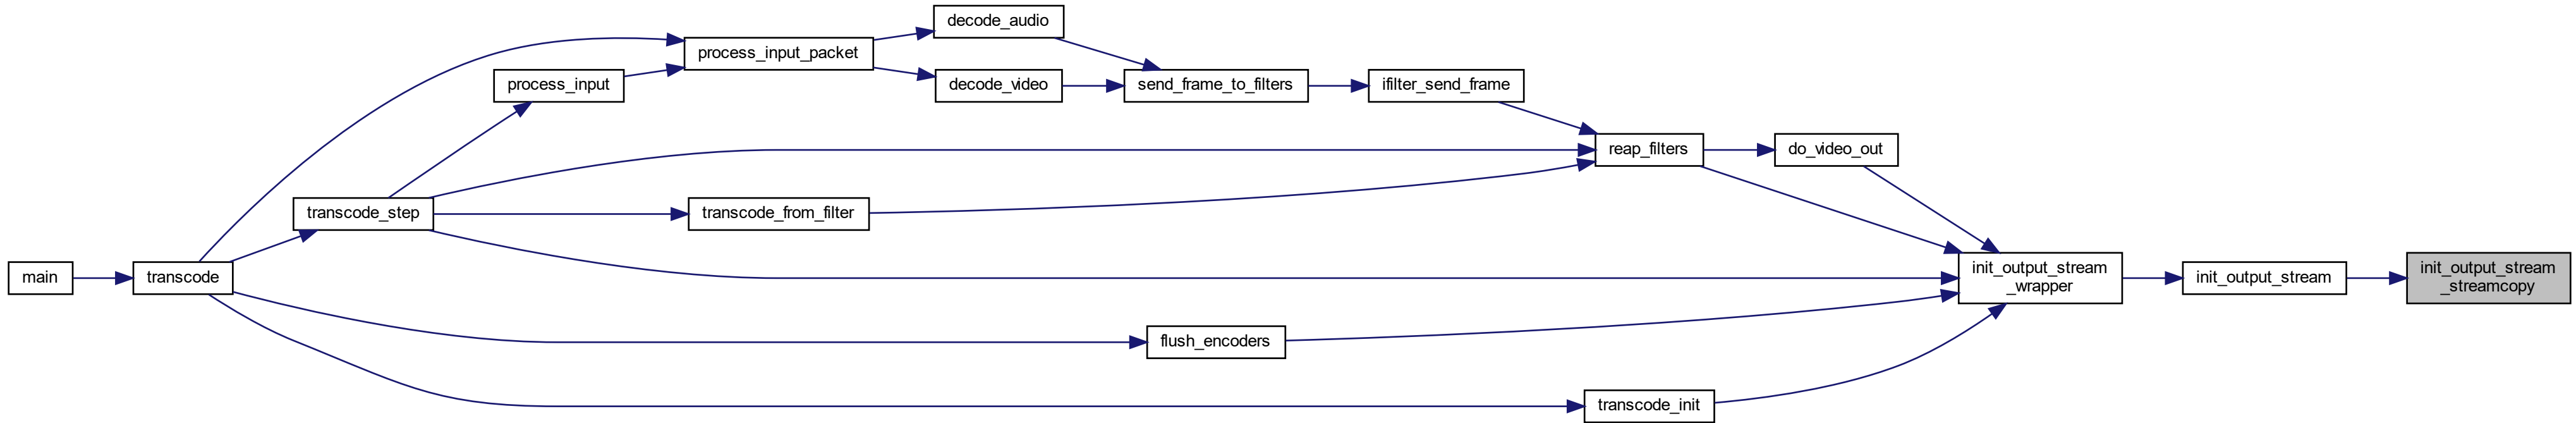 decode_audio
process_input_packet
process_input
decode_video
send_frame_to_filters
ifilter_send_frame
reap_filters
do_video_out
transcode_step
transcode_from_filter
main
transcode
init_output_stream
_wrapper
init_output_stream
init_output_stream
_streamcopy
flush_encoders
transcode_init